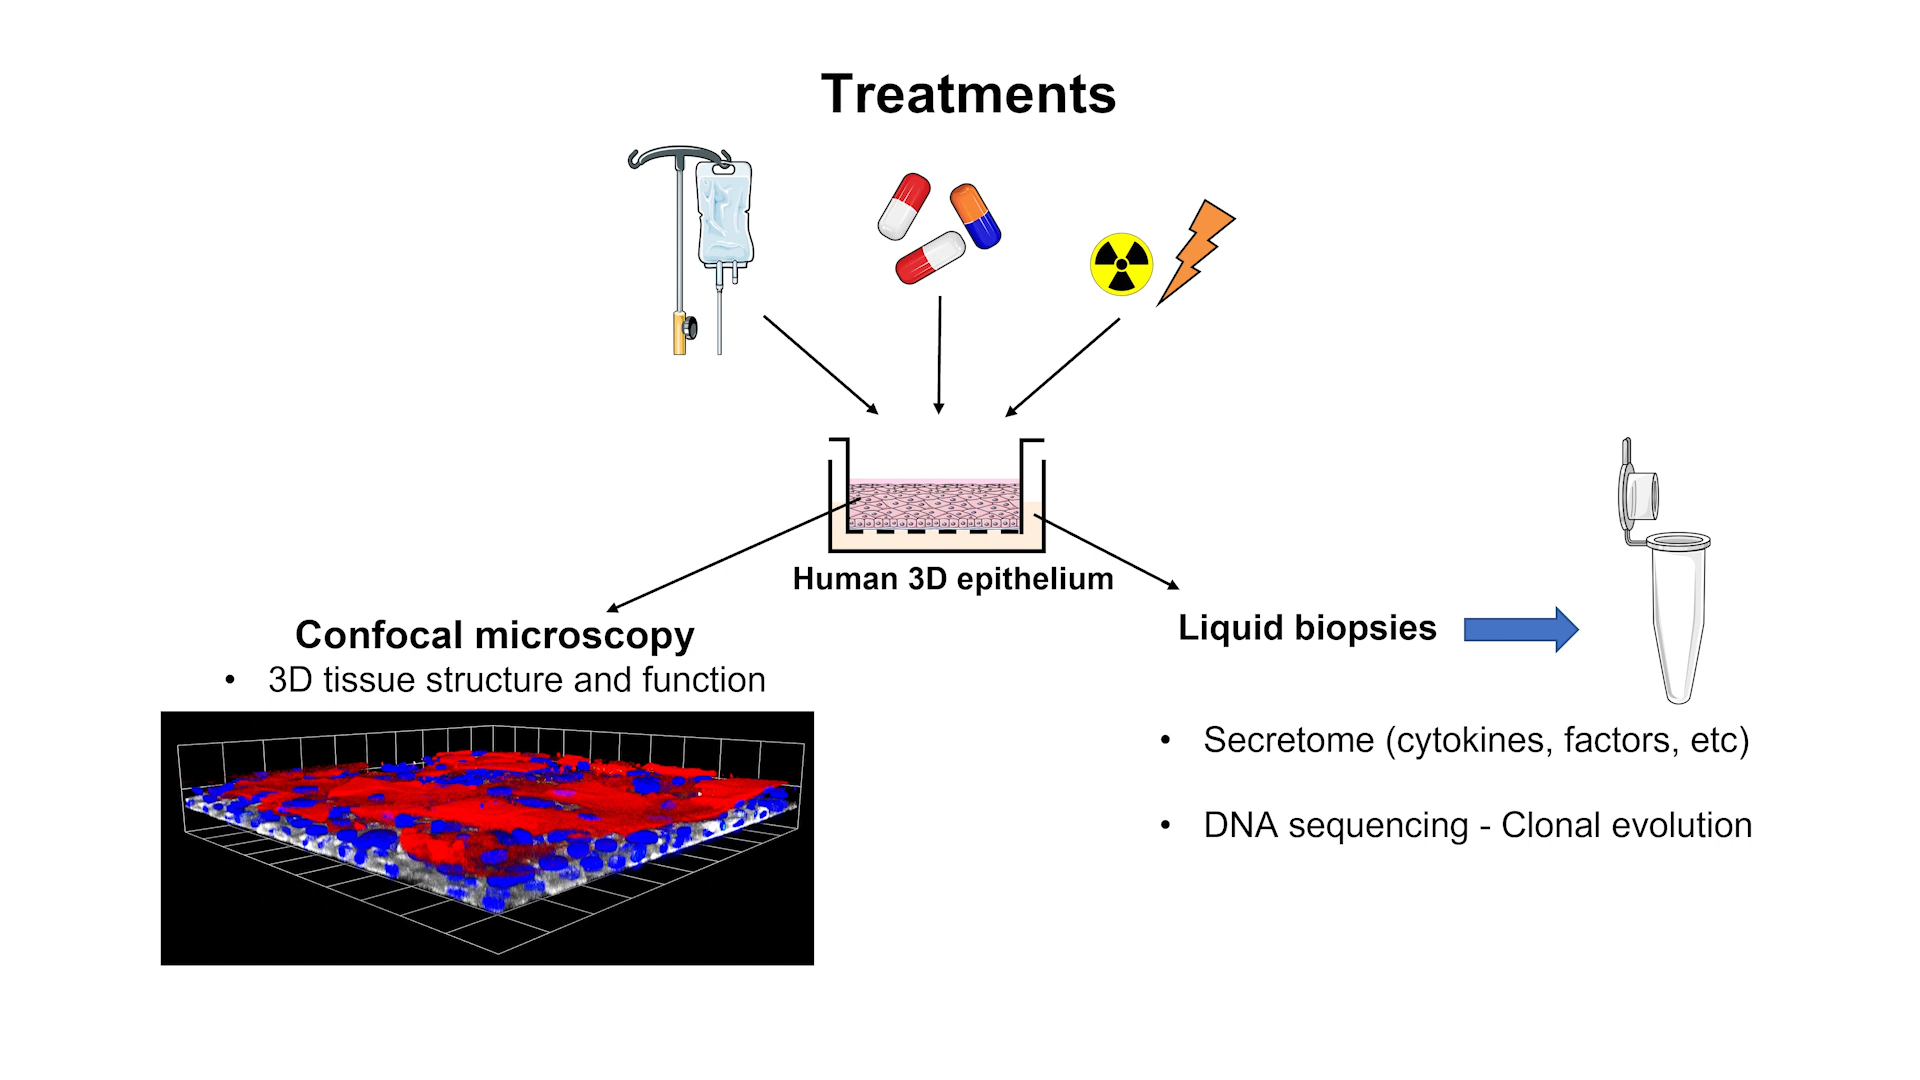 Treatments
Human 3D epithelium
Confocal microscopy
• 3D tissue structure and function
Liquid biopsies
• Secretome (cytokines, factors, etc)
• DNA sequencing - Clonal evolution